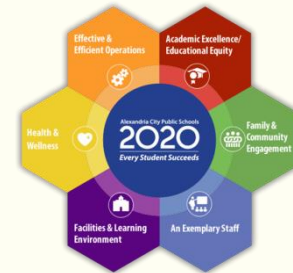 Effective &
Efficient Operations
Academic Excellence/
Educational Equity
Health &
Wellness
Alexandria City Public Schools
2020
Every Student Succeeds
Family &
Community
Engagement
Facilities & Learning
Environment
An Exemplary Staff